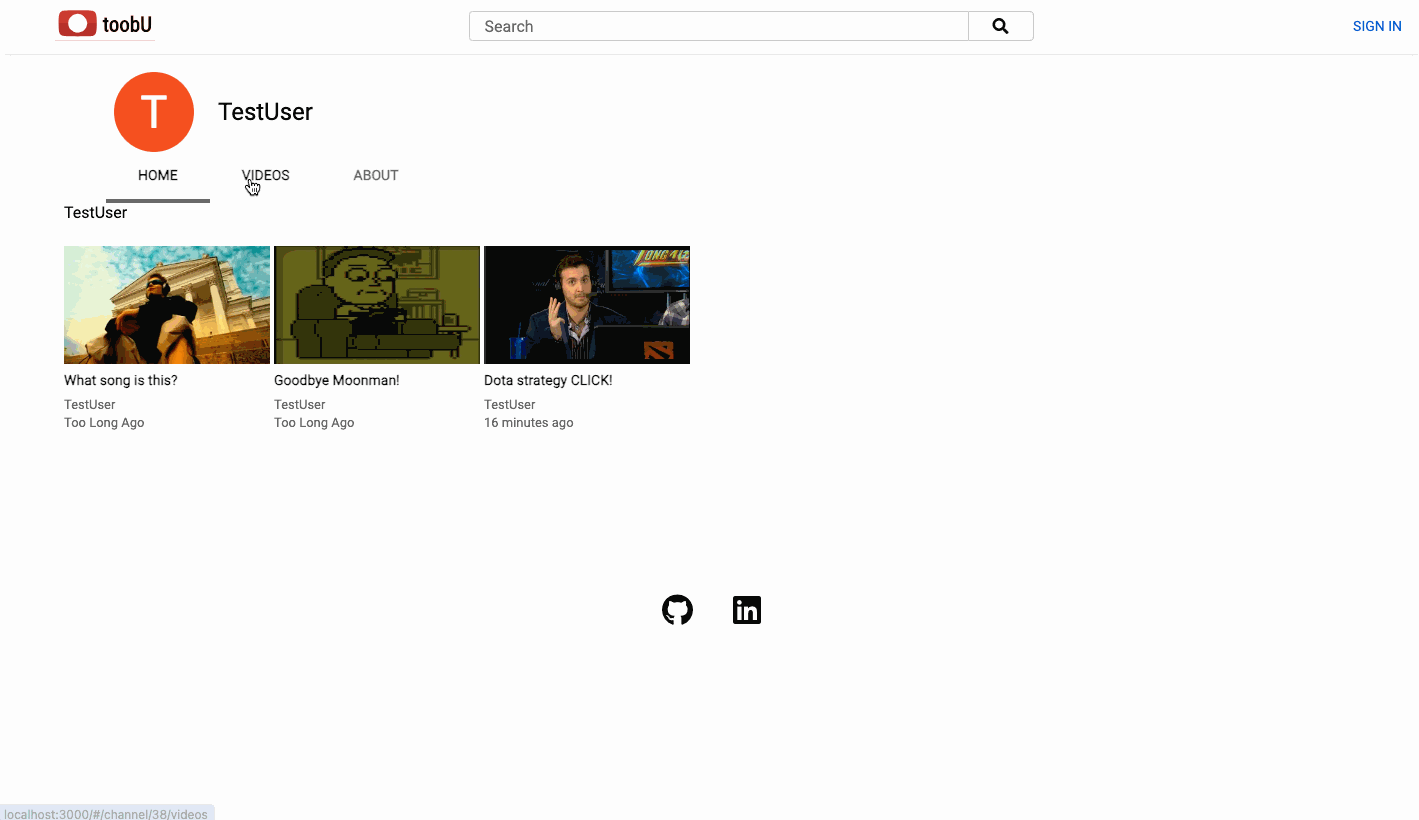 toobU
Search
SIGN IN
T
TestUser
HOME
VIDEOS
ABOUT
TestUser
What song is this?
Goodbye Moonman!
Dota strategy CLICK!
TestUser
TestUser
TestUser
Too Long Ago
Too Long Ago
16 minutes ago
in
localhost:3000/#/channel/38/videos